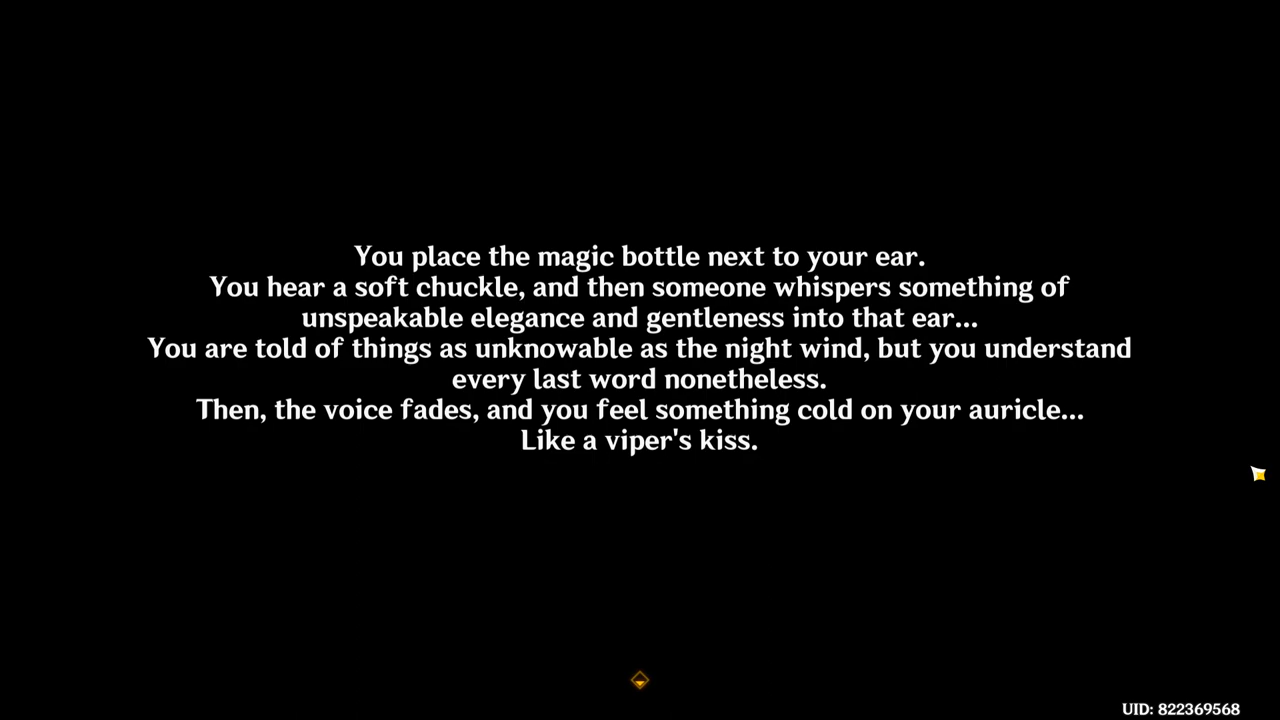 You place the magic bottle next to your ear.
You hear a soft chuckle, and then someone whispers something of
unspeakable elegance and gentleness into that ear...
You are told of things as unknowable as the night wind, but you understand
every last word nonetheless.
Then, the voice fades, and you feel something cold on your auricle...
Like a viper's kiss.
UID: 822369568